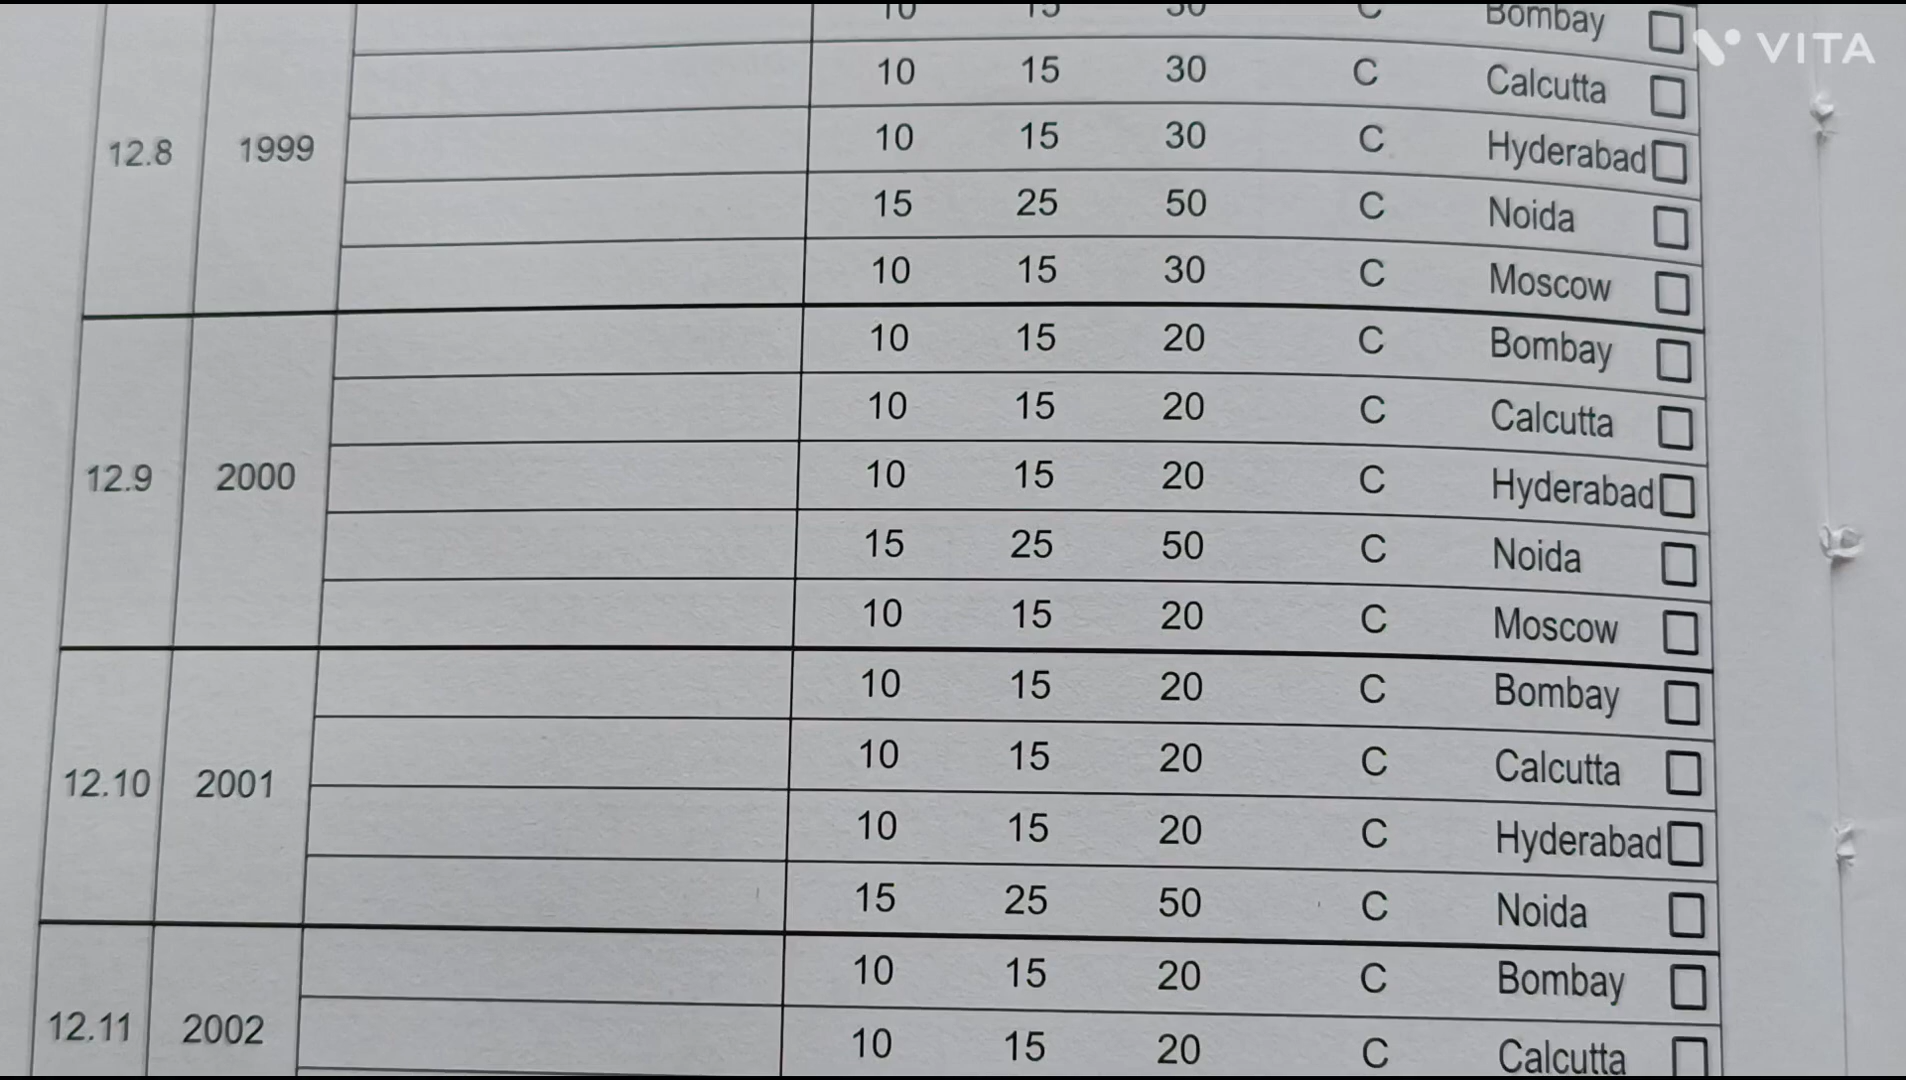 10 15 30 C Bombay
VITA
10 15 30 C Calcutta
12.8 1999 10 15 30 C Hyderabad
15 25 50 C Noida
10 15 30 C Moscow
10 15 20 C Bombay
10 15 20 C Calcutta
12.9 2000 10 15 20 C Hyderabad
15 25 50 C Noida
10 15 20 C Moscow
10 15 20 C Bombay
10 15 20 C Calcutta
12.10 2001 10 15 20 C Hyderabad
15 25 50 C Noida
10 15 20 C Bombay
12.11 2002 10 15 20 C Calcutta